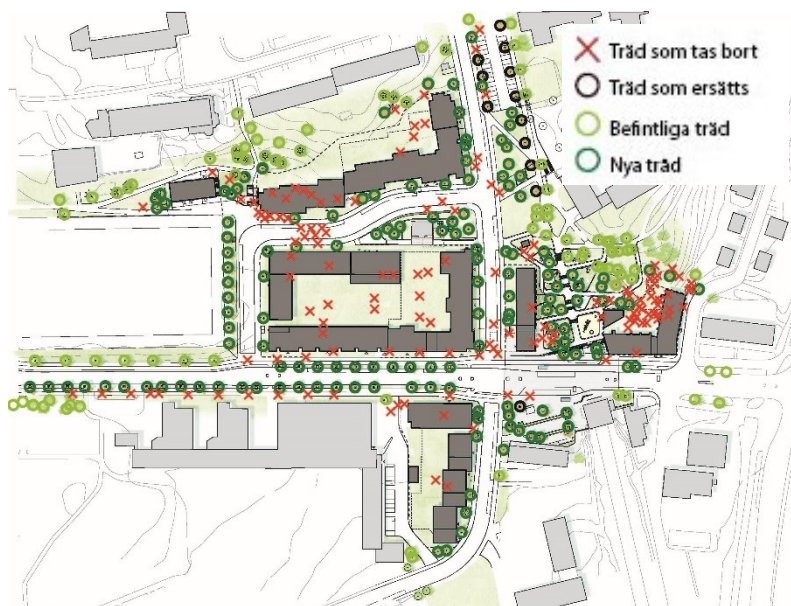 Träd som tas bort
Träd som ersätts
Befintliga träd
Nya träd